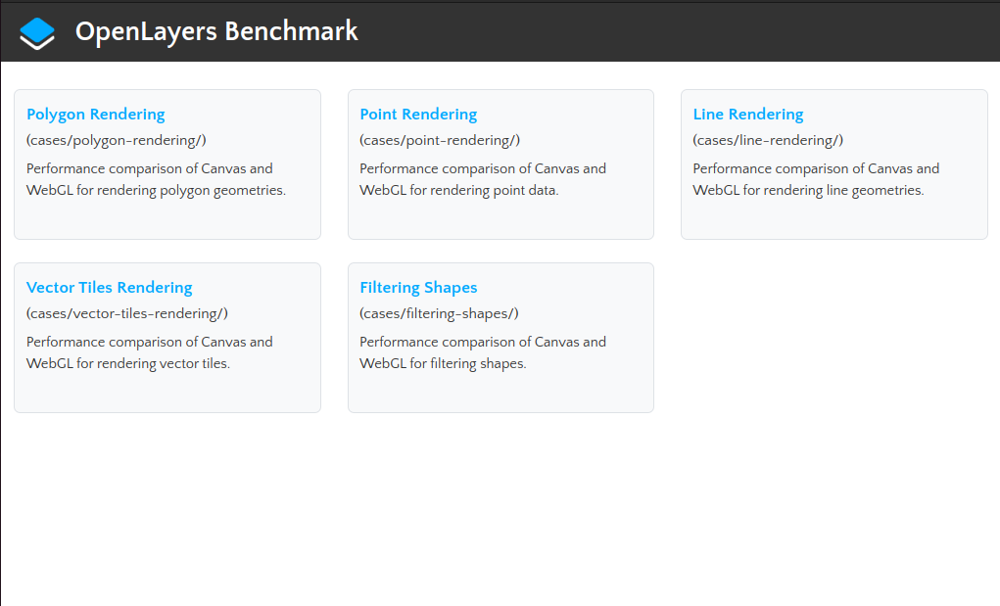 OpenLayers Benchmark
Polygon Rendering
(cases/polygon-rendering/)
Performance comparison of Canvas and
WebGL for rendering polygon geometries.
Point Rendering
(cases/point-rendering/)
Performance comparison of Canvas and
WebGL for rendering point data.
Line Rendering
(cases/line-rendering/)
Performance comparison of Canvas and
WebGL for rendering line geometries.
Vector Tiles Rendering
(cases/vector-tiles-rendering/)
Performance comparison of Canvas and
WebGL for rendering vector tiles.
Filtering Shapes
(cases/filtering-shapes/)
Performance comparison of Canvas and
WebGL for filtering shapes.